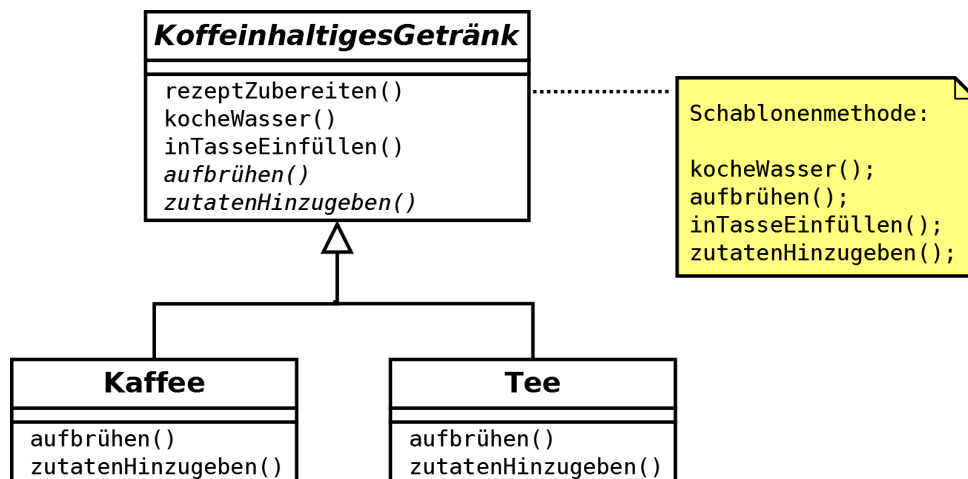 KoffeinhaltigesGetränk
rezeptZubereiten()
kocheWasser()
inTasseEinfüllen()
aufbrühen()
zutatenHinzugeben()
Schablonenmethode:
kocheWasser();
aufbrühen();
inTasseEinfüllen();
zutatenHinzugeben();
Kaffee
aufbrühen()
zutatenHinzugeben()
Tee
aufbrühen()
zutatenHinzugeben()